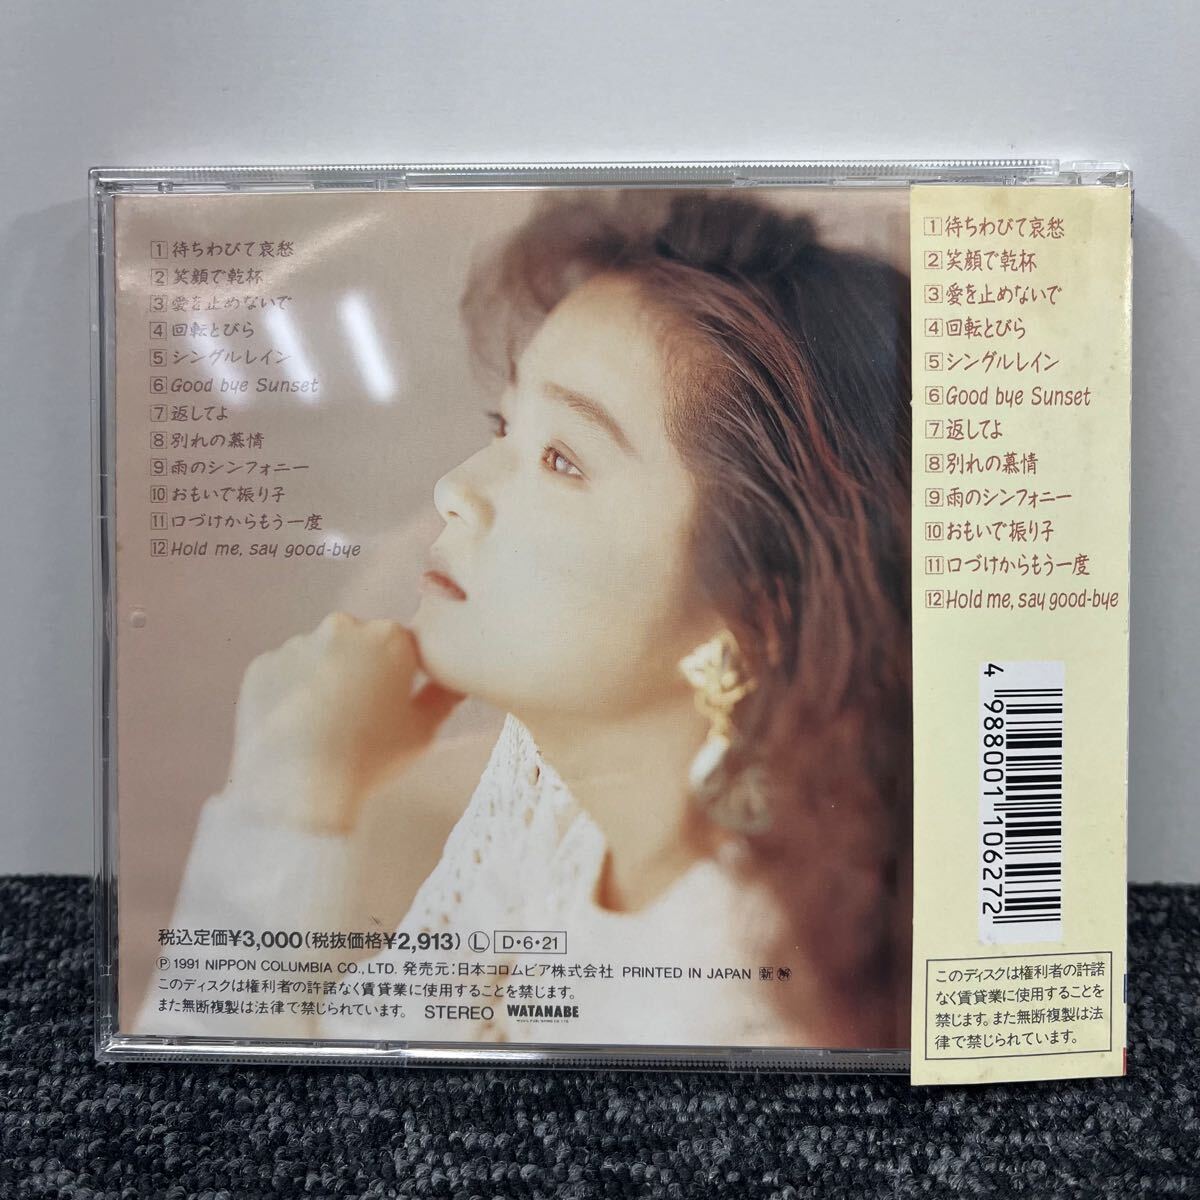 1 待ちわびて哀愁
2 笑顔で乾杯
3 愛を止めないで
4 回転とびら
5 シングルレイン
6 Good bye Sunset
7 返してよ
8 別れの慕情
9 雨のシンフォニー
10 おもいで振り子
11 口づけからもう一度
12 Hold me, say good-bye
税込定価¥3,000(税抜価格¥2,913) Ⓛ D・6・21
Ⓟ 1991 NIPPON COLUMBIA CO., LTD. 発売元:日本コロムビア株式会社 PRINTED IN JAPAN
このディスクは権利者の許諾なく賃貸業に使用することを禁じます。
また無断複製は法律で禁じられています。 STEREO WATANABE
1 待ちわびて哀愁
2 笑顔で乾杯
3 愛を止めないで
4 回転とびら
5 シングルレイン
6 Good bye Sunset
7 返してよ
8 別れの慕情
9 雨のシンフォニー
10 おもいで振り子
11 口づけからもう一度
12 Hold me, say good-bye
4 988001 106272
このディスクは権利者の許諾
なく賃貸業に使用することを
禁じます。また無断複製は法
律で禁じられています。